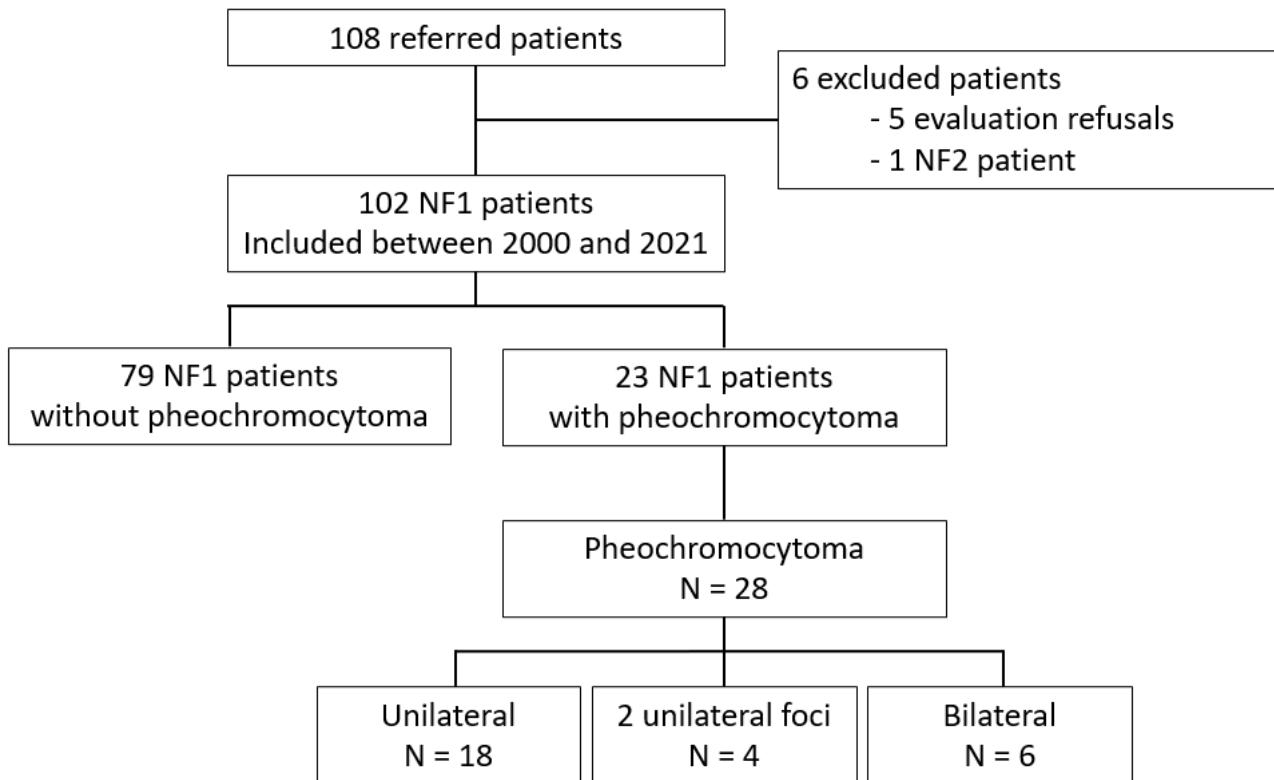 108 referred patients
6 excluded patients
- 5 evaluation refusals
- 1 NF2 patient
102 NF1 patients
Included between 2000 and 2021
79 NF1 patients
without pheochromocytoma
23 NF1 patients
with pheochromocytoma
Pheochromocytoma
N = 28
Unilateral
N = 18
2 unilateral foci
N = 4
Bilateral
N = 6